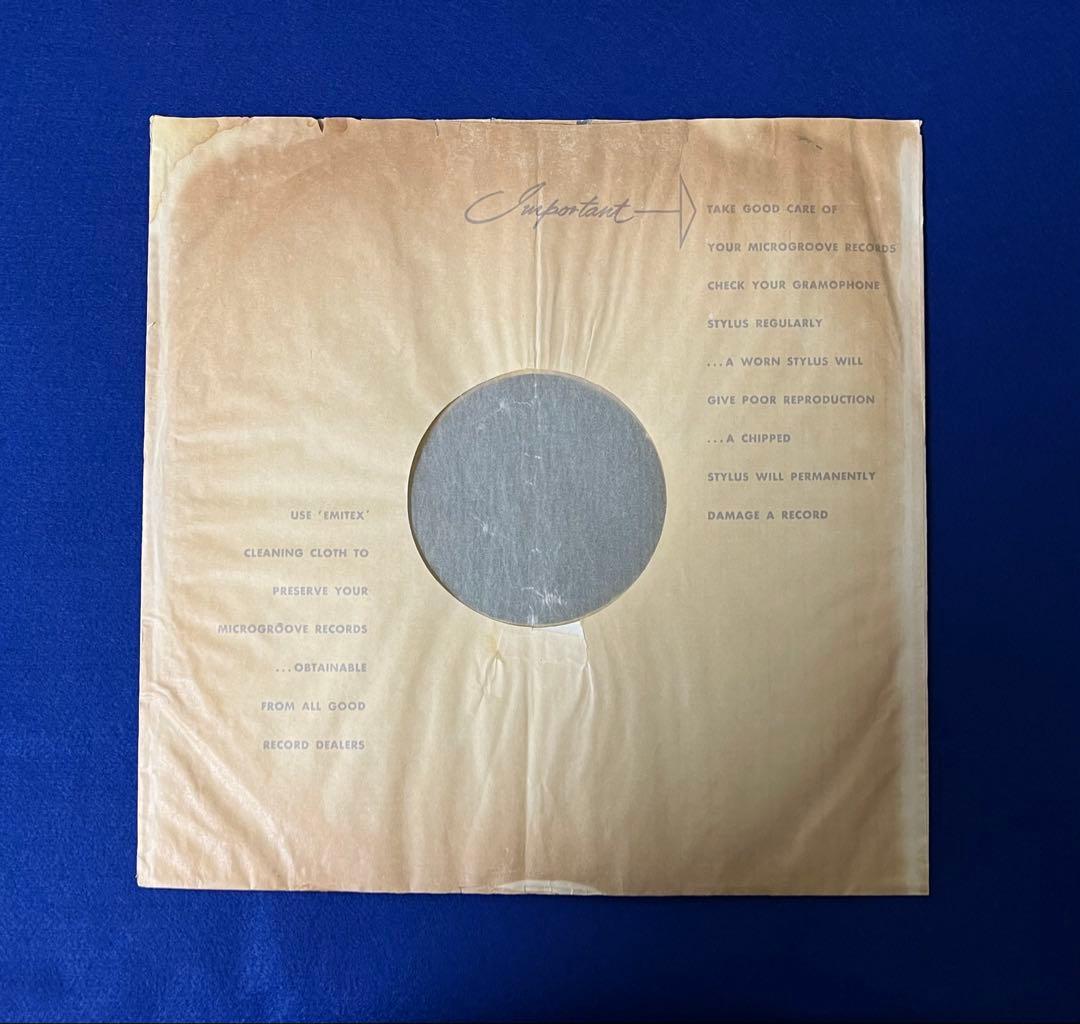 Important
TAKE GOOD CARE OF
YOUR MICROGROOVE RECORDS
CHECK YOUR GRAMOPHONE
STYLUS REGULARLY
...A WORN STYLUS WILL
GIVE POOR REPRODUCTION
...A CHIPPED
STYLUS WILL PERMANENTLY
DAMAGE A RECORD
USE 'EMITEX'
CLEANING CLOTH TO
PRESERVE YOUR
MICROGROOVE RECORDS
...OBTAINABLE
FROM ALL GOOD
RECORD DEALERS